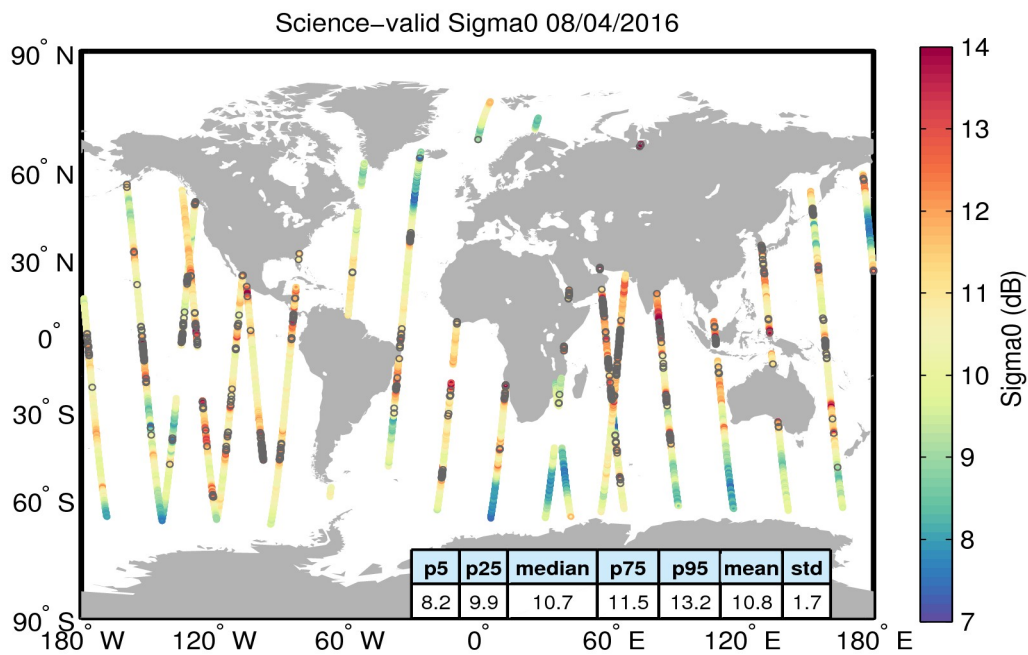 Science−valid Sigma0 08/04/2016
90° N
60° N
30° N
0°
30° S
60° S
90° S
180° W
120° W
60° W
0°
60° E
120° E
180° E
p5 p25 median p75 p95 mean std
8.2 9.9 10.7 11.5 13.2 10.8 1.7
14
13
12
11
10
9
8
7
Sigma0 (dB)